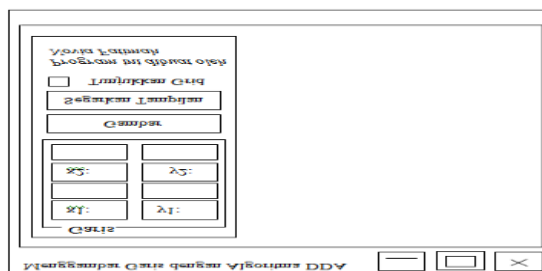 Menggambar Garis dengan Algoritma DDA
Garis
x1: y1:
x2: y2:
Gambar
Segarkan Tampilan
Tunjukkan Grid
Program ini dibuat oleh
Novia Fatimah